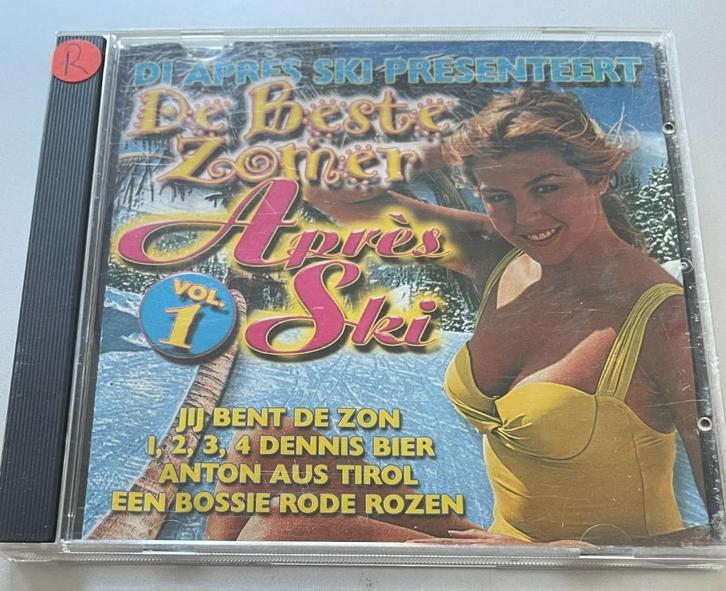 R
DI APRES SKI PRESENTEERT
De Beste
Zomer
Après
Ski
VOL.
1
JIJ BENT DE ZON
1, 2, 3, 4 DENNIS BIER
ANTON AUS TIROL
EEN BOSSIE RODE ROZEN